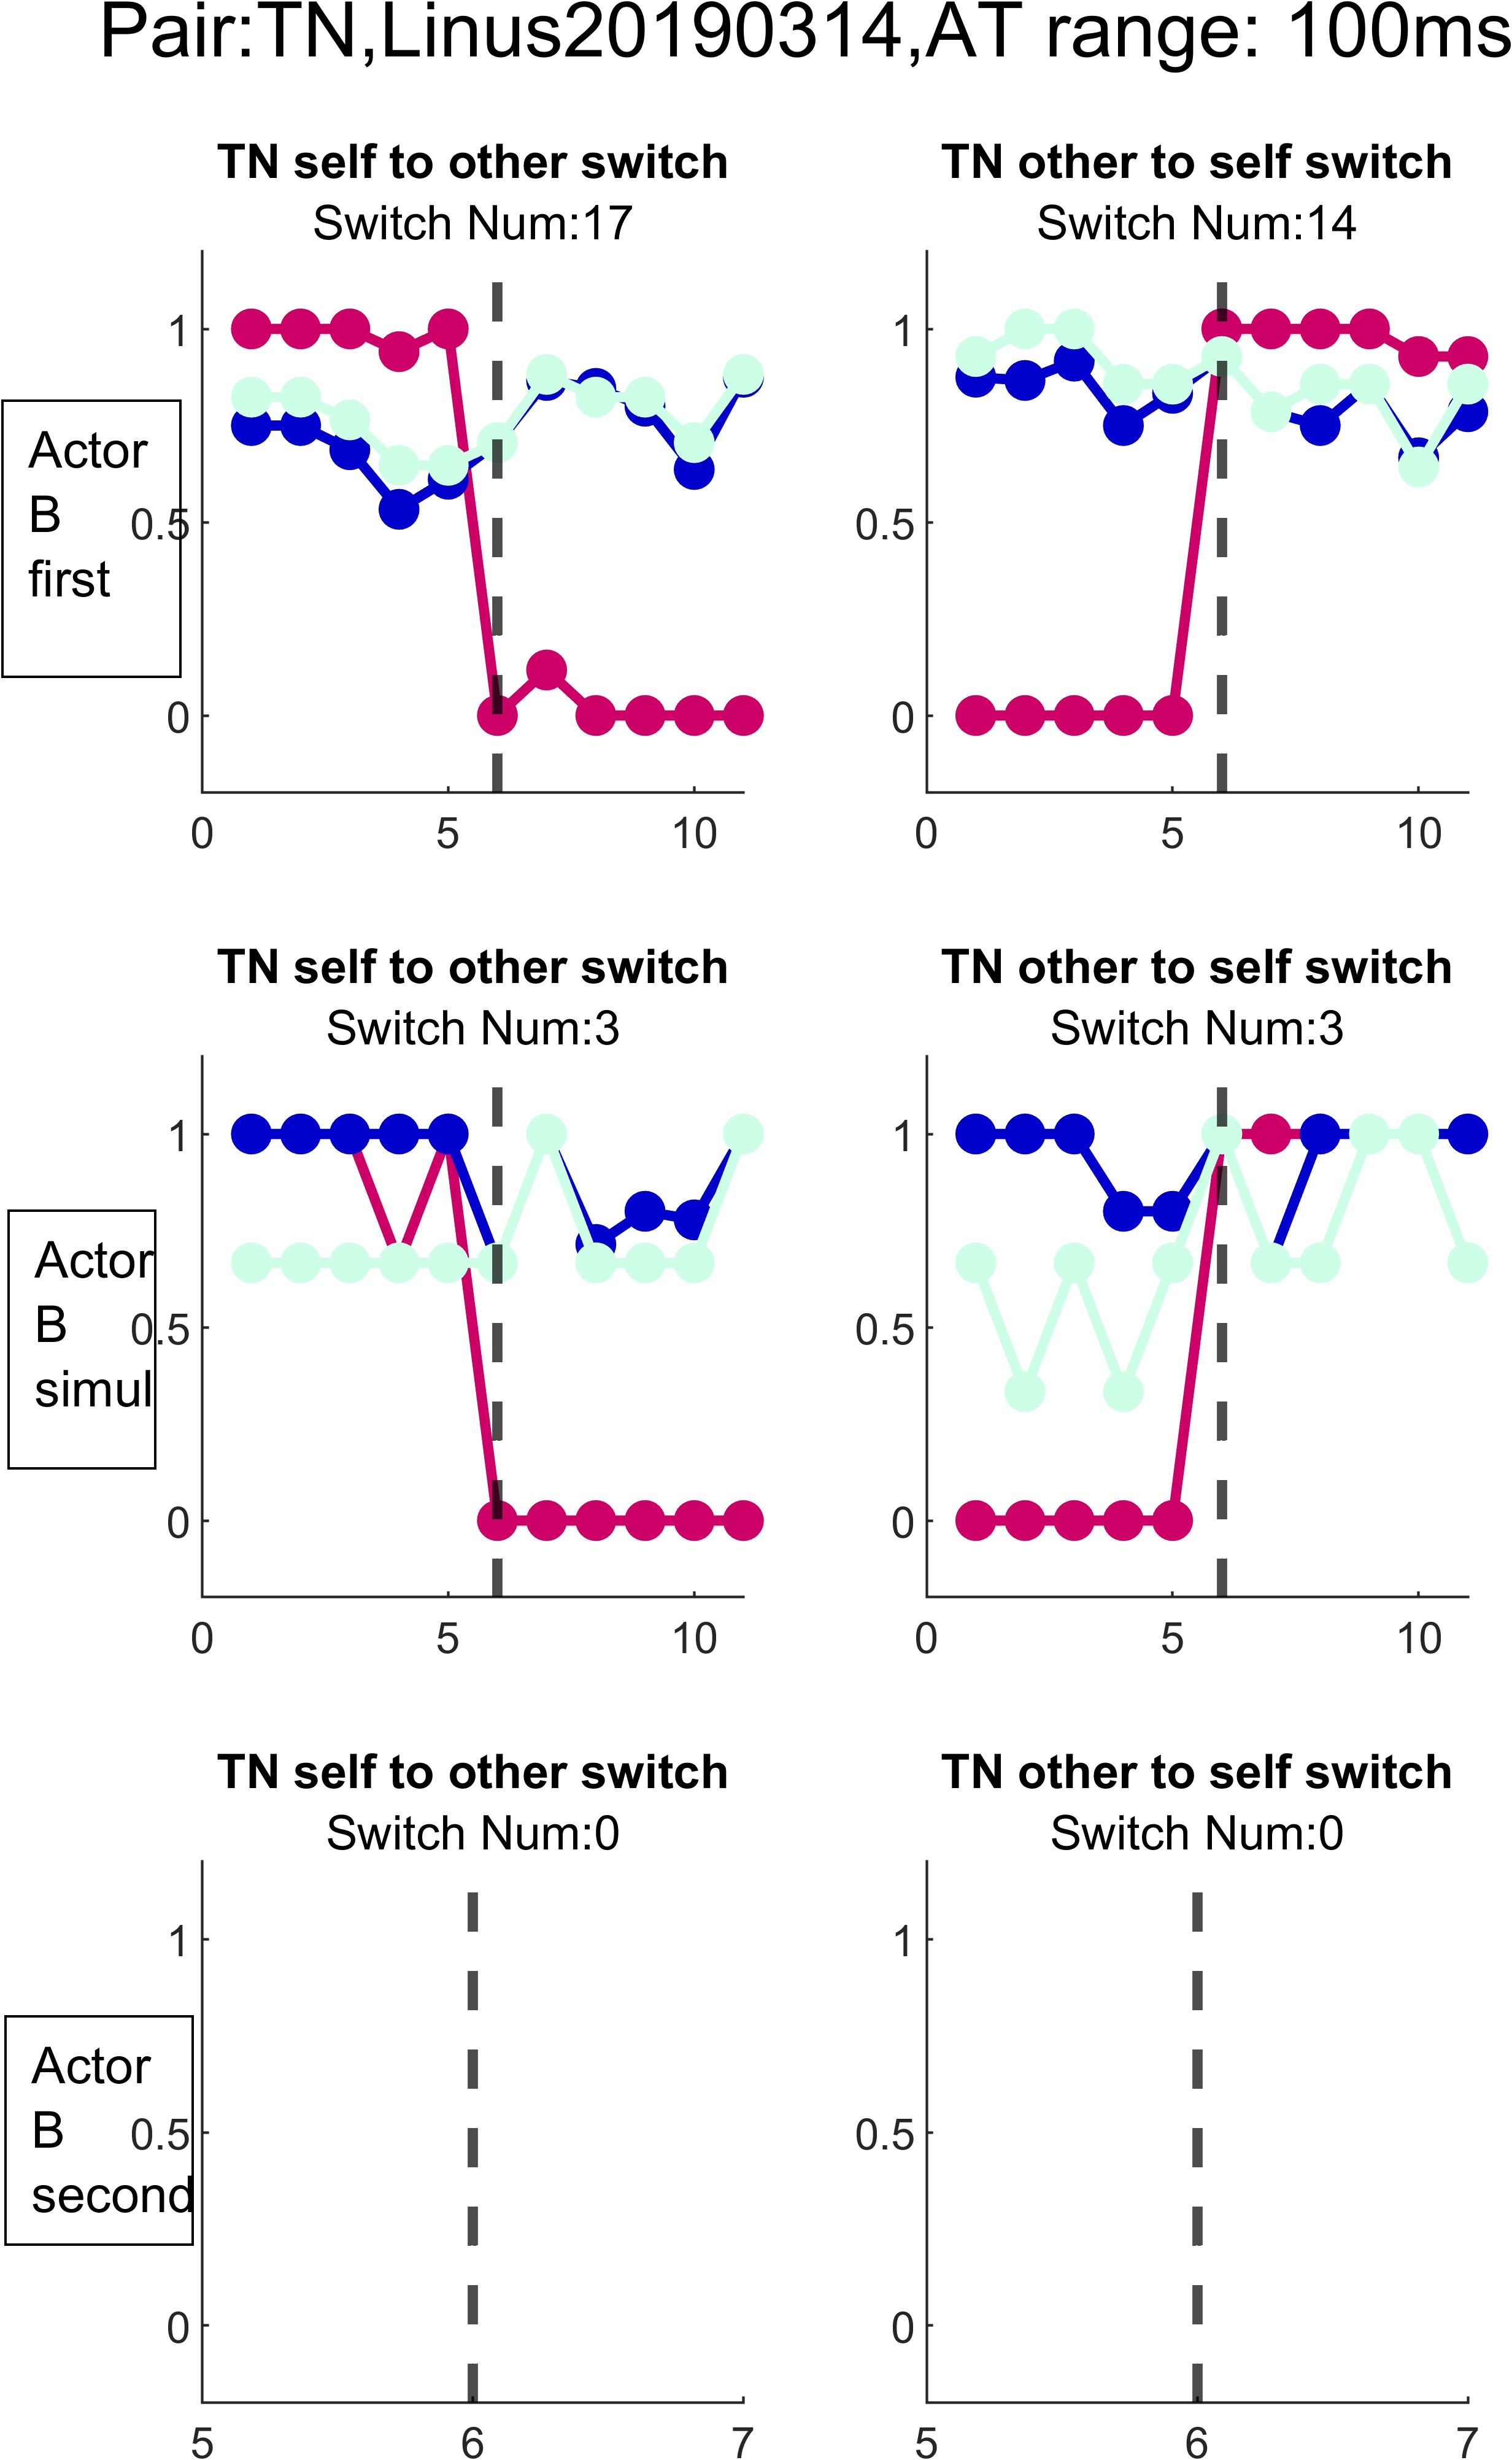 Pair:TN,Linus20190314,AT range: 100ms
TN self to other switch
Switch Num:17
TN other to self switch
Switch Num:14
Actor
B
first
1
0.5
0
0 5 10
1
0.5
0
0 5 10
TN self to other switch
Switch Num:3
TN other to self switch
Switch Num:3
Actor
B
simul
1
0.5
0
0 5 10
1
0.5
0
0 5 10
TN self to other switch
Switch Num:0
TN other to self switch
Switch Num:0
Actor
B
second
1
0.5
0
5 6 7
1
0.5
0
5 6 7